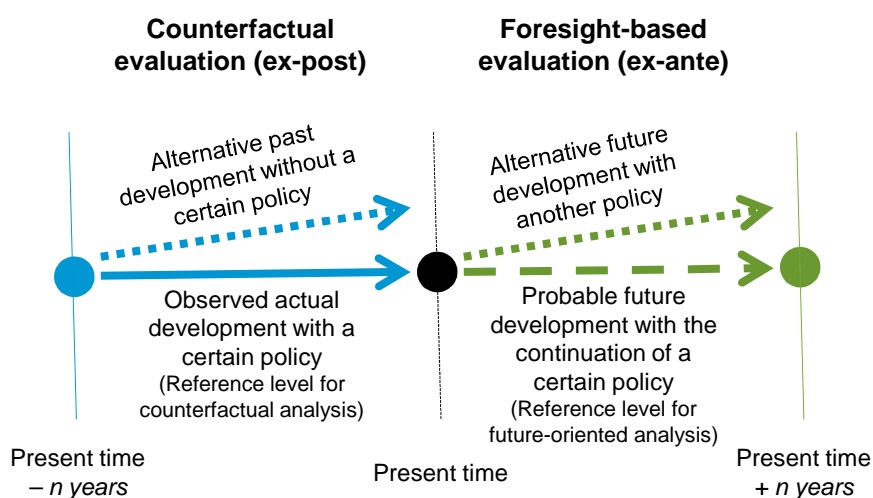 Counterfactual
evaluation (ex-post)
Foresight-based
evaluation (ex-ante)
Alternative past
development without a
certain policy
Alternative future
development with
another policy
Observed actual
development with a
certain policy
(Reference level for
counterfactual analysis)
Probable future
development with the
continuation of a
certain policy
(Reference level for
future-oriented analysis)
Present time
– n years
Present time
Present time
+ n years